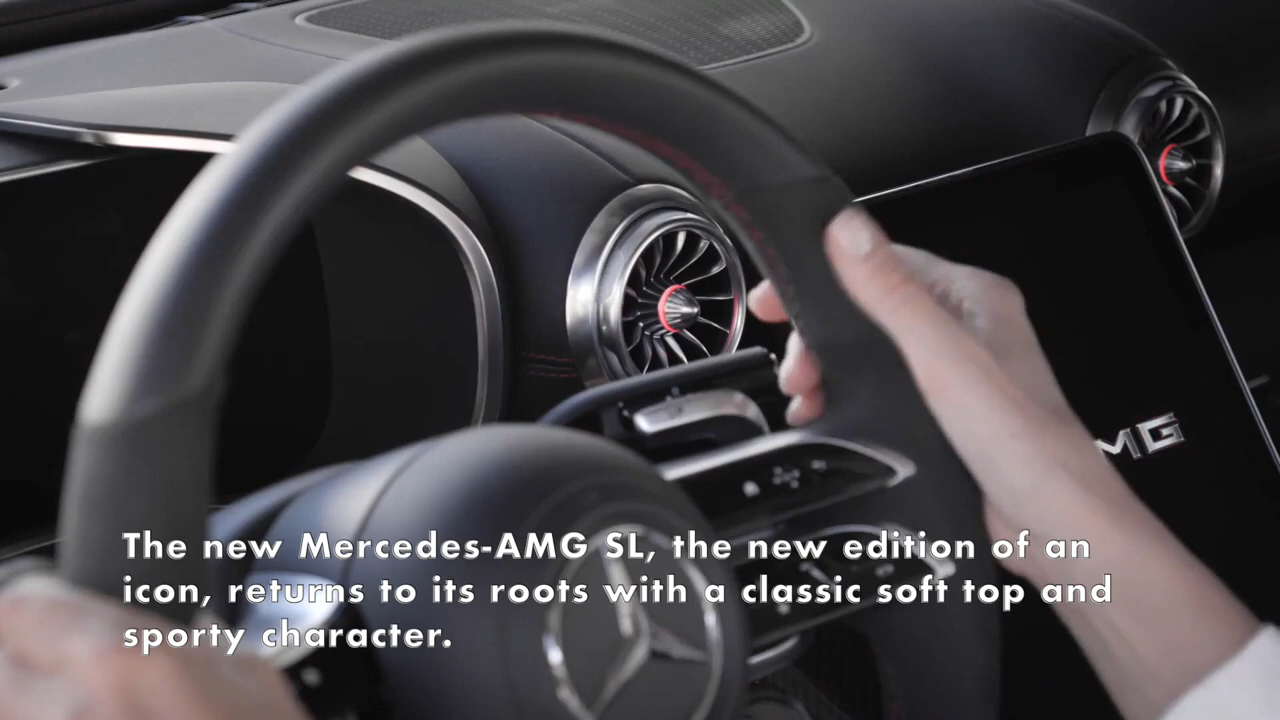 MG
The new Mercedes-AMG SL, the new edition of an
icon, returns to its roots with a classic soft top and
sporty character.